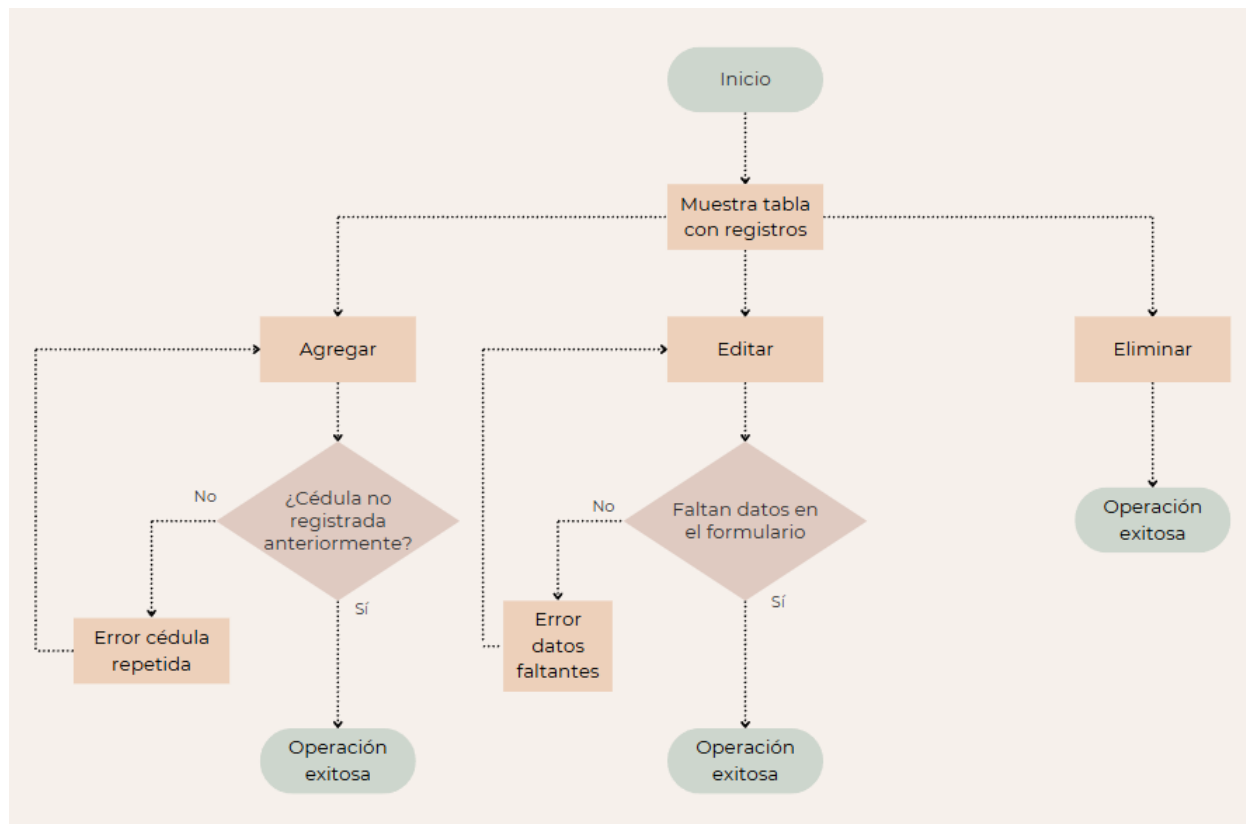 Inicio
Muestra tabla
con registros
Agregar
Editar
Eliminar
No
¿Cédula no
registrada
anteriormente?
No
Faltan datos en
el formulario
Operación
exitosa
Sí
Sí
Error cédula
repetida
Error
datos
faltantes
Operación
exitosa
Operación
exitosa